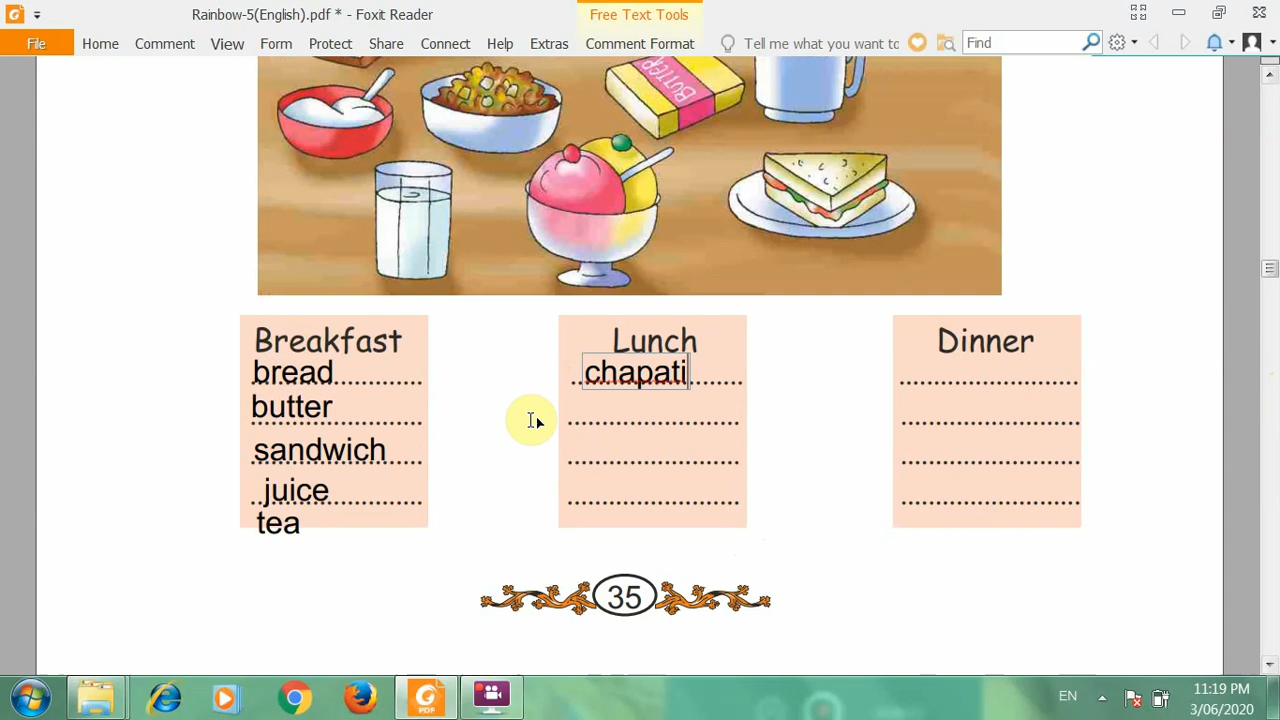 Rainbow-5(English).pdf * - Foxit Reader
Free Text Tools
File Home Comment View Form Protect Share Connect Help Extras Comment Format Tell me what you want to Find
BUTTER
Breakfast
bread
butter
sandwich
juice
tea
Lunch
chapati
Dinner
35
PDF
EN
11:19 PM
3/06/2020